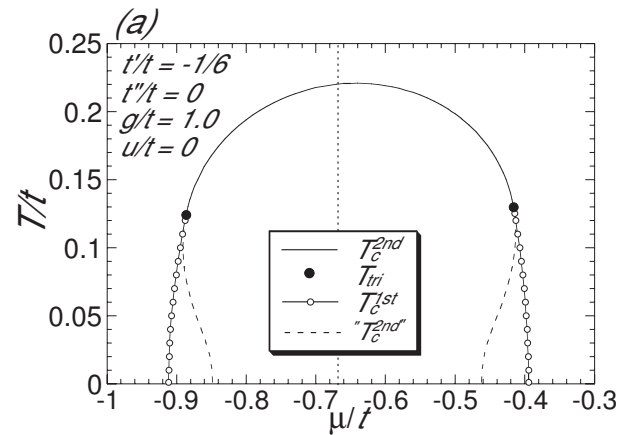 (a)
0.25
t'/t = -1/6
t"/t = 0
g/t = 1.0
u/t = 0
0.2
0.15
T/t
0.1
0.05
0
T_c^{2nd}
T_{tri}
T_c^{1st}
"T_c^{2nd}"
-1 -0.9 -0.8 -0.7 -0.6 -0.5 -0.4 -0.3
μ/t